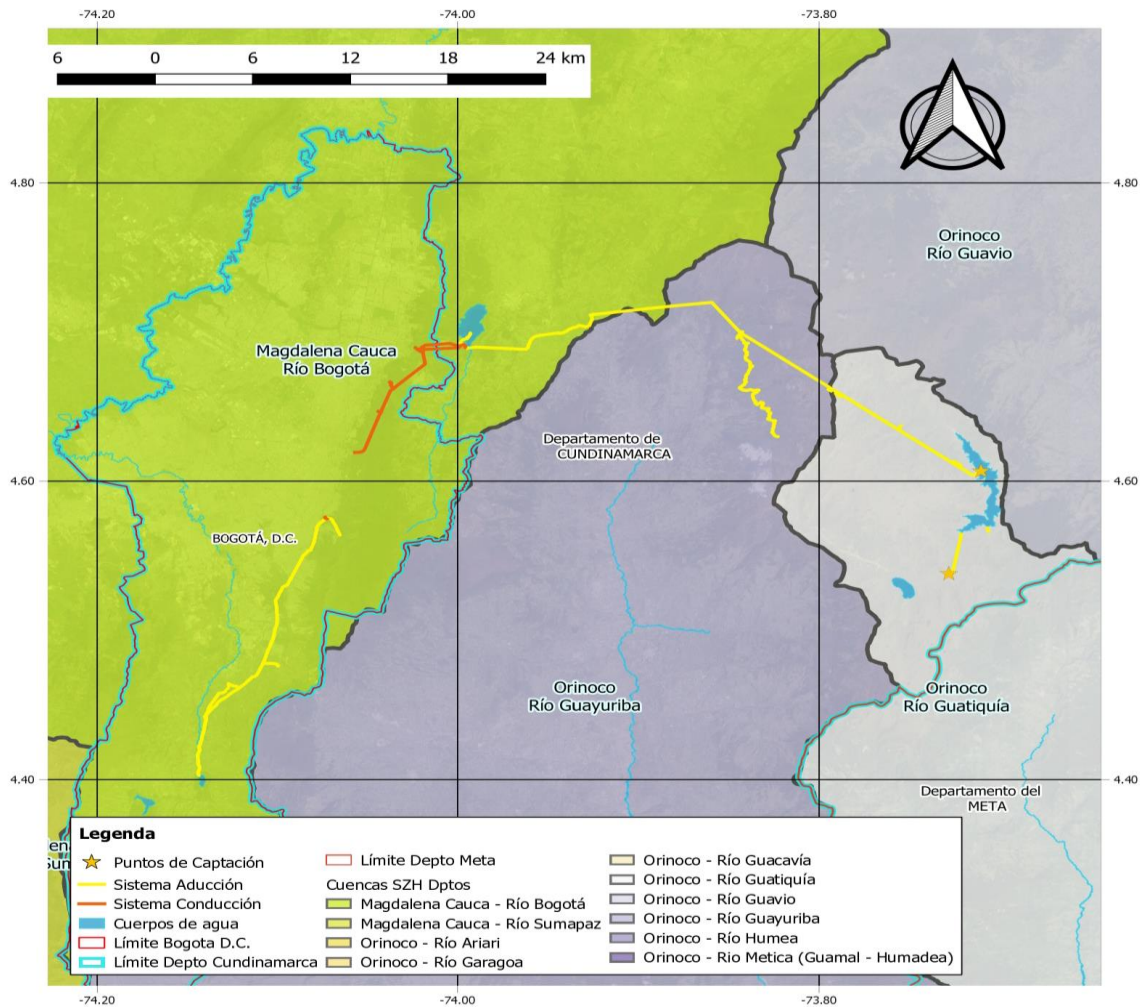 -74.20 -74.00 -73.80
6 0 6 12 18 24 km
4.80 4.80
Orinoco
Río Guavio
Magdalena Cauca
Río Bogotá
Departamento de
CUNDINAMARCA
4.60 4.60
BOGOTÁ, D.C.
Orinoco
Río Guayuriba
Orinoco
Río Guatiquía
4.40 4.40
Departamento del
META
Legenda
Puntos de Captación
Sistema Aducción
Sistema Conducción
Cuerpos de agua
Límite Bogota D.C.
Límite Depto Cundinamarca
Límite Depto Meta
Cuencas SZH Dptos
Magdalena Cauca - Río Bogotá
Magdalena Cauca - Río Sumapaz
Orinoco - Río Ariari
Orinoco - Río Garagoa
Orinoco - Río Guacavía
Orinoco - Río Guatiquía
Orinoco - Río Guavio
Orinoco - Río Guayuriba
Orinoco - Río Humea
Orinoco - Rio Metica (Guamal - Humadea)
-74.20 -74.00 -73.80